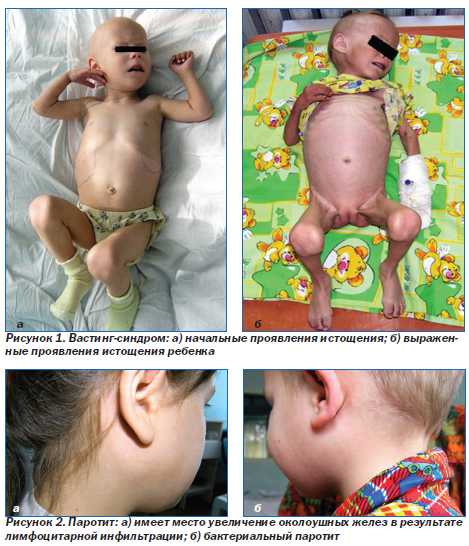 а
б
Рисунок 1. Вастинг-синдром: а) начальные проявления истощения; б) выражен-
ные проявления истощения ребенка
а
б
Рисунок 2. Паротит: а) имеет место увеличение околоушных желез в результате
лимфоцитарной инфильтрации; б) бактериальный паротит